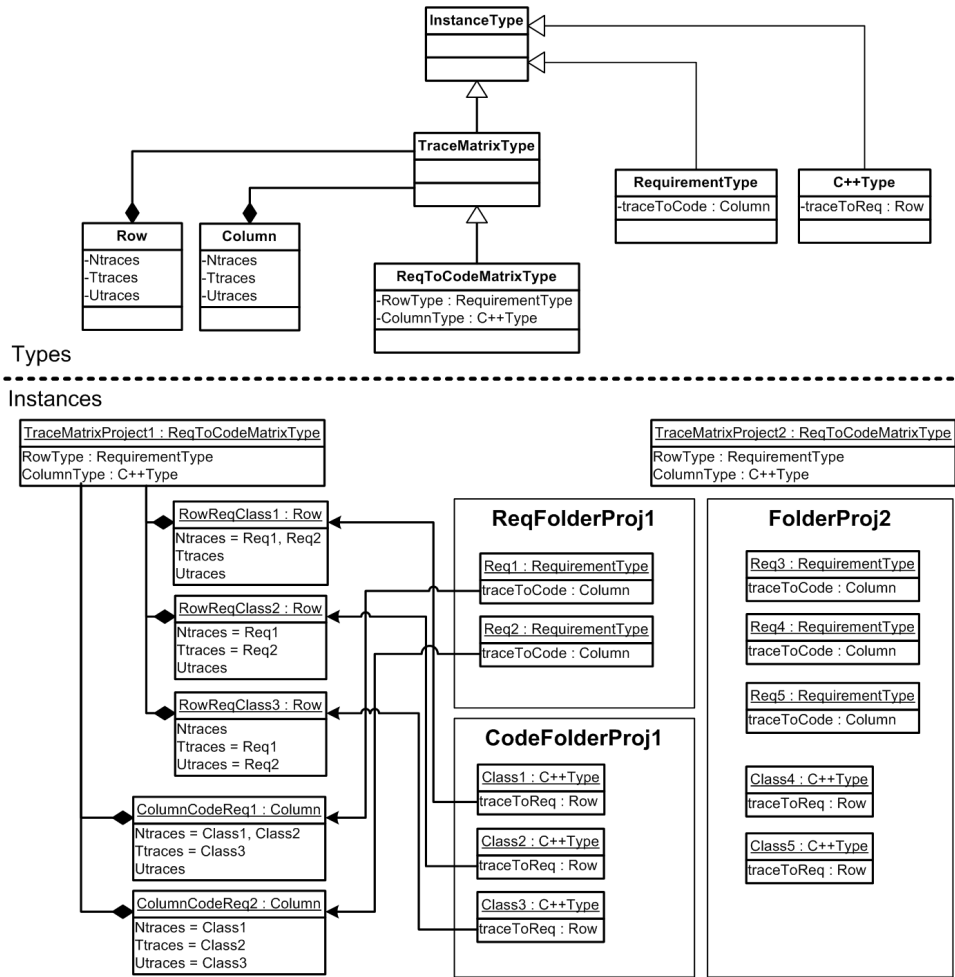 InstanceType
TraceMatrixType
RequirementType
-traceToCode : Column
C++Type
-traceToReq : Row
Row
-Ntraces
-Ttraces
-Utraces
Column
-Ntraces
-Ttraces
-Utraces
ReqToCodeMatrixType
-RowType : RequirementType
-ColumnType : C++Type
Types
Instances
TraceMatrixProject1 : ReqToCodeMatrixType
RowType : RequirementType
ColumnType : C++Type
TraceMatrixProject2 : ReqToCodeMatrixType
RowType : RequirementType
ColumnType : C++Type
RowReqClass1 : Row
Ntraces = Req1, Req2
Ttraces
Utraces
RowReqClass2 : Row
Ntraces = Req1
Ttraces = Req2
Utraces
RowReqClass3 : Row
Ntraces
Ttraces = Req1
Utraces = Req2
ColumnCodeReq1 : Column
Ntraces = Class1, Class2
Ttraces = Class3
Utraces
ColumnCodeReq2 : Column
Ntraces = Class1
Ttraces = Class2
Utraces = Class3
ReqFolderProj1
Req1 : RequirementType
traceToCode : Column
Req2 : RequirementType
traceToCode : Column
CodeFolderProj1
Class1 : C++Type
traceToReq : Row
Class2 : C++Type
traceToReq : Row
Class3 : C++Type
traceToReq : Row
FolderProj2
Req3 : RequirementType
traceToCode : Column
Req4 : RequirementType
traceToCode : Column
Req5 : RequirementType
traceToCode : Column
Class4 : C++Type
traceToReq : Row
Class5 : C++Type
traceToReq : Row